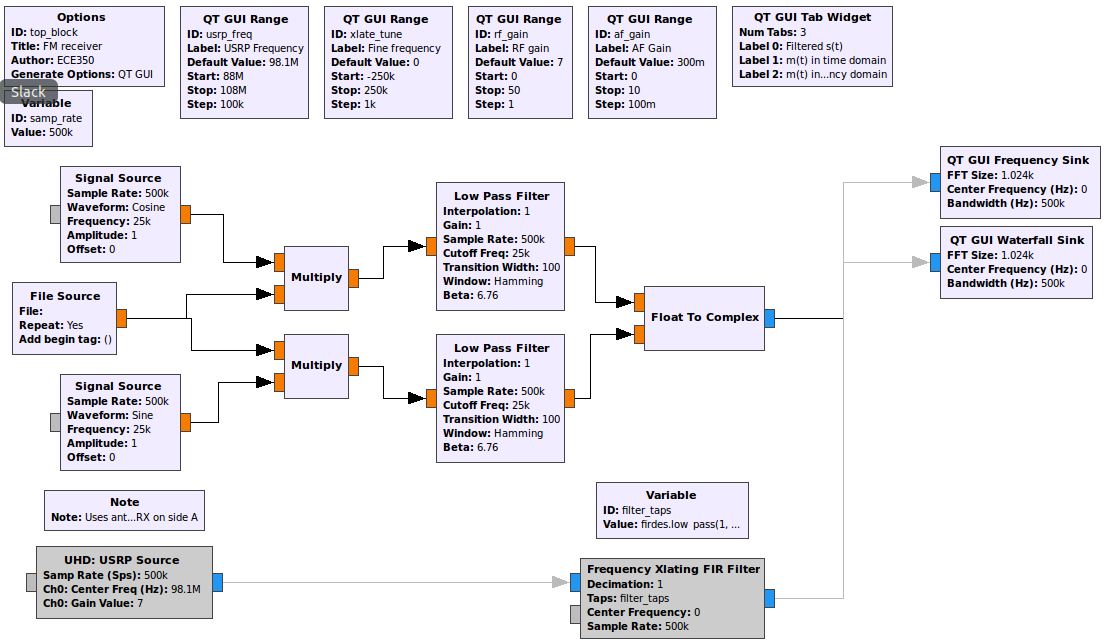 Options
ID: top_block
Title: FM receiver
Author: ECE350
Generate Options: QT GUI
QT GUI Range
ID: usrp_freq
Label: USRP Frequency
Default Value: 98.1M
Start: 88M
Stop: 108M
Step: 100k
QT GUI Range
ID: xlate_tune
Label: Fine frequency
Default Value: 0
Start: -250k
Stop: 250k
Step: 1k
QT GUI Range
ID: rf_gain
Label: RF gain
Default Value: 7
Start: 0
Stop: 50
Step: 1
QT GUI Range
ID: af_gain
Label: AF Gain
Default Value: 300m
Start: 0
Stop: 10
Step: 100m
QT GUI Tab Widget
Num Tabs: 3
Label 0: Filtered s(t)
Label 1: m(t) in time domain
Label 2: m(t) in...ncy domain
Slack
Variable
ID: samp_rate
Value: 500k
Signal Source
Sample Rate: 500k
Waveform: Cosine
Frequency: 25k
Amplitude: 1
Offset: 0
File Source
File:
Repeat: Yes
Add begin tag: ()
Signal Source
Sample Rate: 500k
Waveform: Sine
Frequency: 25k
Amplitude: 1
Offset: 0
Multiply
Multiply
Low Pass Filter
Interpolation: 1
Gain: 1
Sample Rate: 500k
Cutoff Freq: 25k
Transition Width: 100
Window: Hamming
Beta: 6.76
Low Pass Filter
Interpolation: 1
Gain: 1
Sample Rate: 500k
Cutoff Freq: 25k
Transition Width: 100
Window: Hamming
Beta: 6.76
Float To Complex
QT GUI Frequency Sink
FFT Size: 1.024k
Center Frequency (Hz): 0
Bandwidth (Hz): 500k
QT GUI Waterfall Sink
FFT Size: 1.024k
Center Frequency (Hz): 0
Bandwidth (Hz): 500k
Note
Note: Uses ant...RX on side A
Variable
ID: filter_taps
Value: firdes.low_pass(1, ...
UHD: USRP Source
Samp Rate (Sps): 500k
Ch0: Center Freq (Hz): 98.1M
Ch0: Gain Value: 7
Frequency Xlating FIR Filter
Decimation: 1
Taps: filter_taps
Center Frequency: 0
Sample Rate: 500k